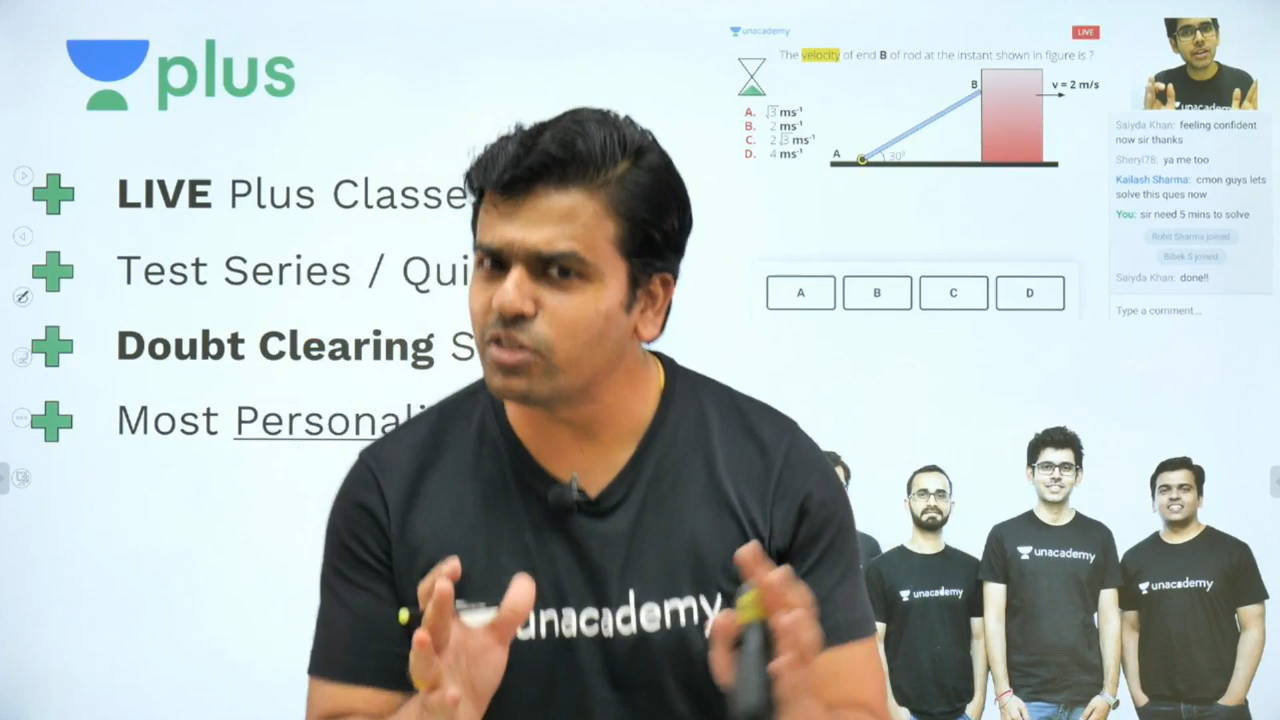 plus
LIVE Plus Classe
Test Series / Qui
Doubt Clearing S
Most Personali
unacademy
LIVE
The velocity of end B of rod at the instant shown in figure is ?
A. √3 ms⁻¹
B. 2 ms⁻¹
C. 2√3 ms⁻¹
D. 4 ms⁻¹
B
v = 2 m/s
A
30⁰
A B C D
unacademy
Saiyda Khan: feeling confident
now sir thanks
Sheryl78: ya me too
Kailash Sharma: cmon guys lets
solve this ques now
You: sir need 5 mins to solve
Rohit Sharma joined
Bibek S joined
Saiyda Khan: done!!
Type a comment...
unacademy
unacademy
unacademy
unacademy